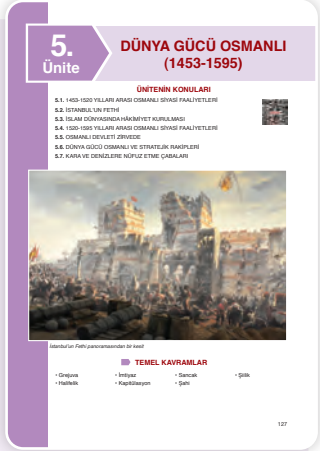 5.
Ünite
DÜNYA GÜCÜ OSMANLI
(1453-1595)
ÜNİTENİN KONULARI
5.1. 1453-1520 YILLARI ARASI OSMANLI SİYASİ FAALİYETLERİ
5.2. İSTANBUL'UN FETHİ
5.3. İSLAM DÜNYASINDA HÂKİMİYET KURULMASI
5.4. 1520-1595 YILLARI ARASI OSMANLI SİYASİ FAALİYETLERİ
5.5. OSMANLI DEVLETİ ZİRVEDE
5.6. DÜNYA GÜCÜ OSMANLI VE STRATEJİK RAKİPLERİ
5.7. KARA VE DENİZLERE NÜFUZ ETME ÇABALARI
İstanbul'un Fethi panoramasından bir kesit
TEMEL KAVRAMLAR
• Grejuva • İmtiyaz • Sancak • Şiilik
• Halifelik • Kapitülasyon • Şahi
127